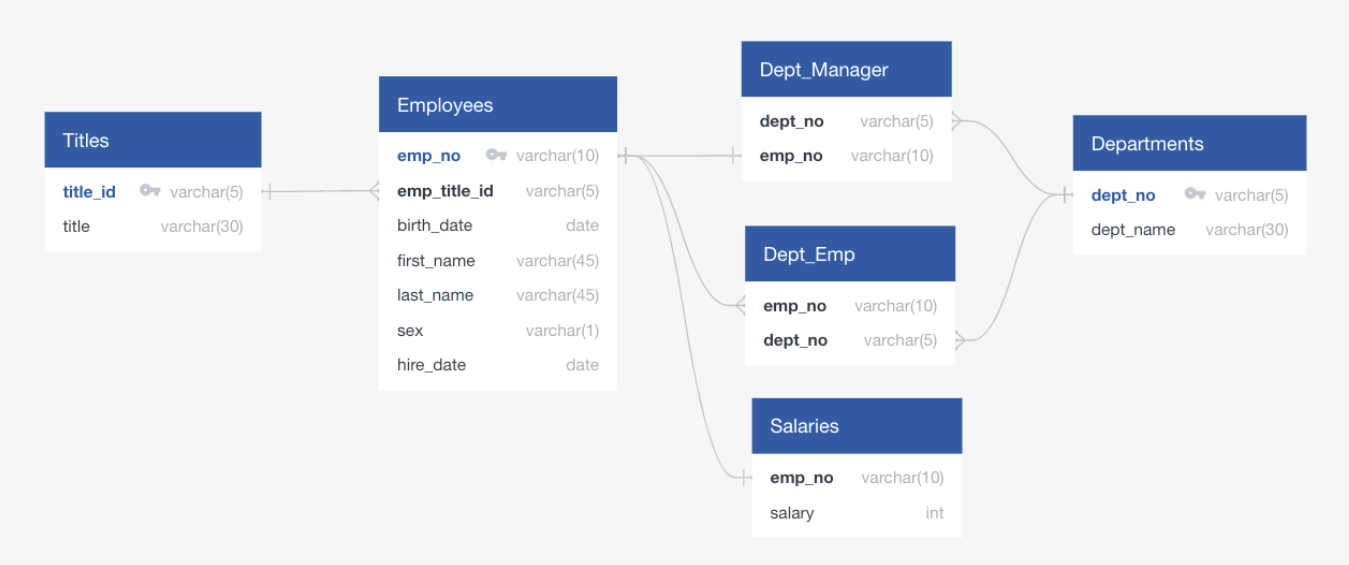 Titles
title_id varchar(5)
title varchar(30)
Employees
emp_no varchar(10)
emp_title_id varchar(5)
birth_date date
first_name varchar(45)
last_name varchar(45)
sex varchar(1)
hire_date date
Dept_Manager
dept_no varchar(5)
emp_no varchar(10)
Dept_Emp
emp_no varchar(10)
dept_no varchar(5)
Salaries
emp_no varchar(10)
salary int
Departments
dept_no varchar(5)
dept_name varchar(30)